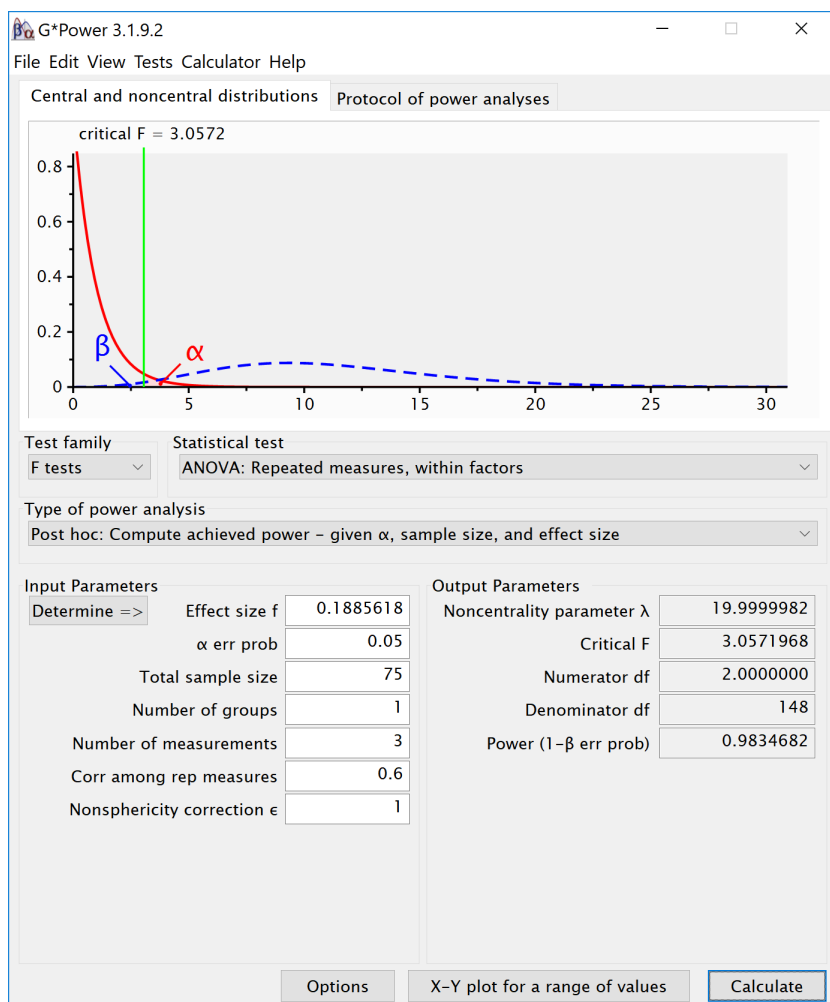 G*Power 3.1.9.2
File Edit View Tests Calculator Help
Central and noncentral distributions Protocol of power analyses
critical F = 3.0572
0.8
0.6
0.4
0.2
β α
0
0 5 10 15 20 25 30
Test family Statistical test
F tests ANOVA: Repeated measures, within factors
Type of power analysis
Post hoc: Compute achieved power – given α, sample size, and effect size
Input Parameters Output Parameters
Determine => Effect size f 0.1885618 Noncentrality parameter λ 19.9999982
α err prob 0.05 Critical F 3.0571968
Total sample size 75 Numerator df 2.0000000
Number of groups 1 Denominator df 148
Number of measurements 3 Power (1-β err prob) 0.9834682
Corr among rep measures 0.6
Nonsphericity correction ϵ 1
Options X-Y plot for a range of values Calculate